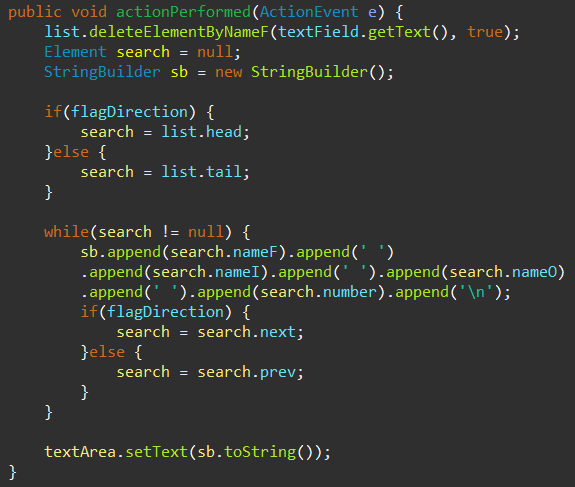 public void actionPerformed(ActionEvent e) {
    list.deleteElementByNameF(textField.getText(), true);
    Element search = null;
    StringBuilder sb = new StringBuilder();

    if(flagDirection) {
        search = list.head;
    }else {
        search = list.tail;
    }

    while(search != null) {
        sb.append(search.nameF).append(' ')
        .append(search.nameI).append(' ').append(search.nameO)
        .append(' ').append(search.number).append('\n');
        if(flagDirection) {
            search = search.next;
        }else {
            search = search.prev;
        }
    }

    textArea.setText(sb.toString());
}